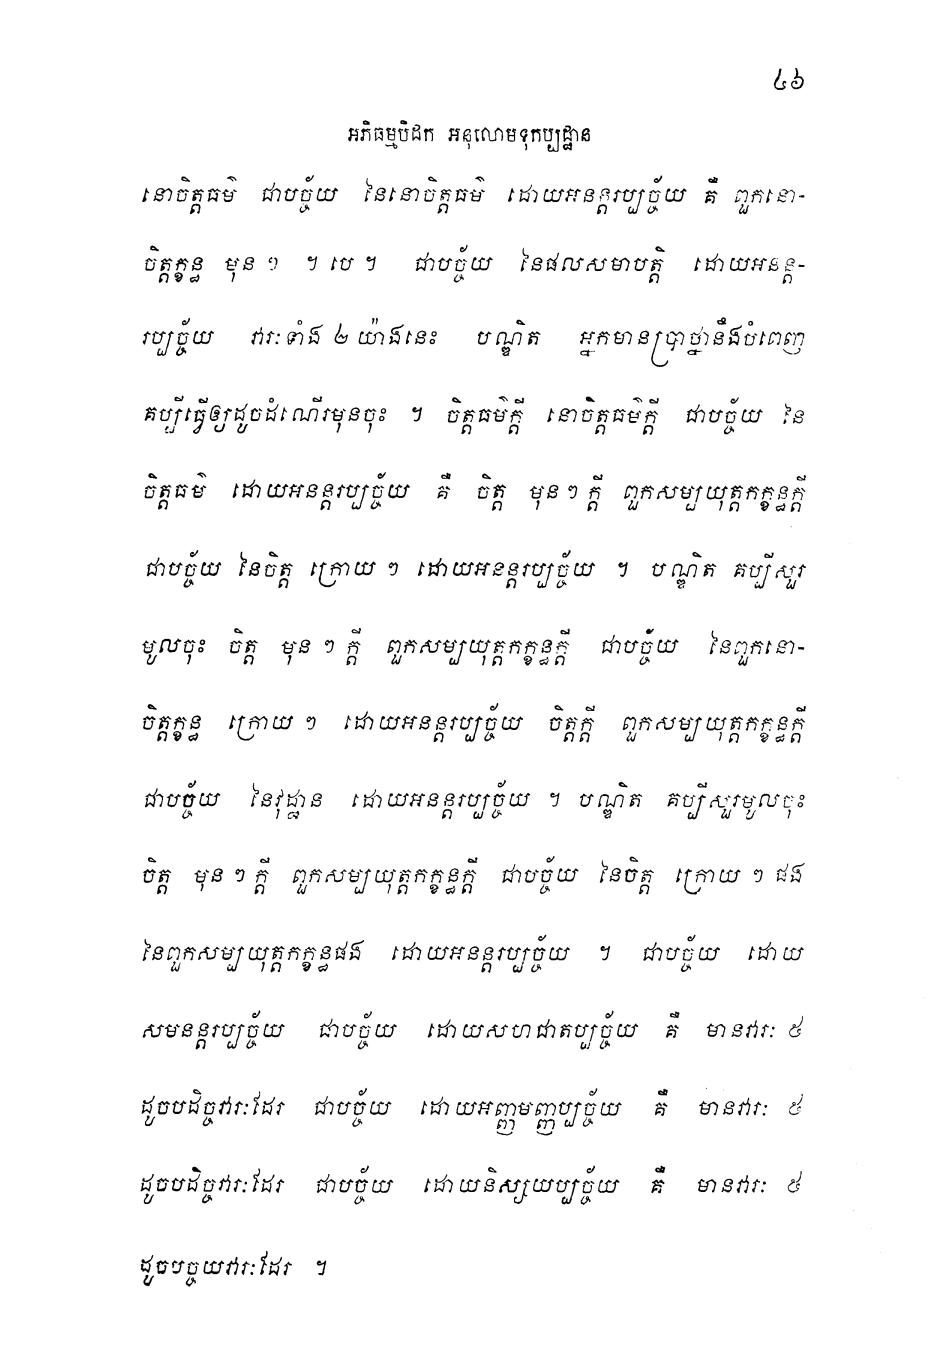 ៤៦
អភិធម្មបិដក អនុលោមទុកប្បដ្ឋាន
នោចិត្តធម៌ ជាបច្ច័យ នៃនោចិត្តធម៌ ដោយអនន្តរប្បច្ច័យ គឺ ពួកនោ-
ចិត្តក្ខន្ធ មុន ១ ។ បេ ។ ជាបច្ច័យ នៃផលសមាបត្តិ ដោយអនន្ត-
រប្បច្ច័យ វារៈទាំង ២ យ៉ាងនេះ បណ្ឌិត អ្នកមានប្រាថ្នានឹងបំពេញ
គប្បីធ្វើឲ្យដូចដំណើរមុនចុះ ។ ចិត្តធម៌ក្តី នោចិត្តធម៌ក្តី ជាបច្ច័យ នៃ
ចិត្តធម៌ ដោយអនន្តរប្បច្ច័យ គឺ ចិត្ត មុន ៗ ក្តី ពួកសម្បយុត្តកក្ខន្ធក្តី
ជាបច្ច័យ នៃចិត្ត ក្រោយ ៗ ដោយអនន្តរប្បច្ច័យ ។ បណ្ឌិត គប្បីសួរ
មូលចុះ ចិត្ត មុន ៗ ក្តី ពួកសម្បយុត្តកក្ខន្ធក្តី ជាបច្ច័យ នៃពួកនោ-
ចិត្តក្ខន្ធ ក្រោយ ៗ ដោយអនន្តរប្បច្ច័យ ចិត្តក្តី ពួកសម្បយុត្តកក្ខន្ធក្តី
ជាបច្ច័យ នៃវុដ្ឋាន ដោយអនន្តរប្បច្ច័យ ។ បណ្ឌិត គប្បីសួរមូលចុះ
ចិត្ត មុន ៗ ក្តី ពួកសម្បយុត្តកក្ខន្ធក្តី ជាបច្ច័យ នៃចិត្ត ក្រោយ ៗ ផង
នៃពួកសម្បយុត្តកក្ខន្ធផង ដោយអនន្តរប្បច្ច័យ ។ ជាបច្ច័យ ដោយ
សមនន្តរប្បច្ច័យ ជាបច្ច័យ ដោយសហជាតប្បច្ច័យ គឺ មានវារៈ ៥
ដូចបដិច្ចវារៈដែរ ជាបច្ច័យ ដោយអញ្ញមញ្ញប្បច្ច័យ គឺ មានវារៈ ៥
ដូចបដិច្ចវារៈដែរ ជាបច្ច័យ ដោយនិស្សយប្បច្ច័យ គឺ មានវារៈ ៥
ដូចបច្ចយវារៈដែរ ។